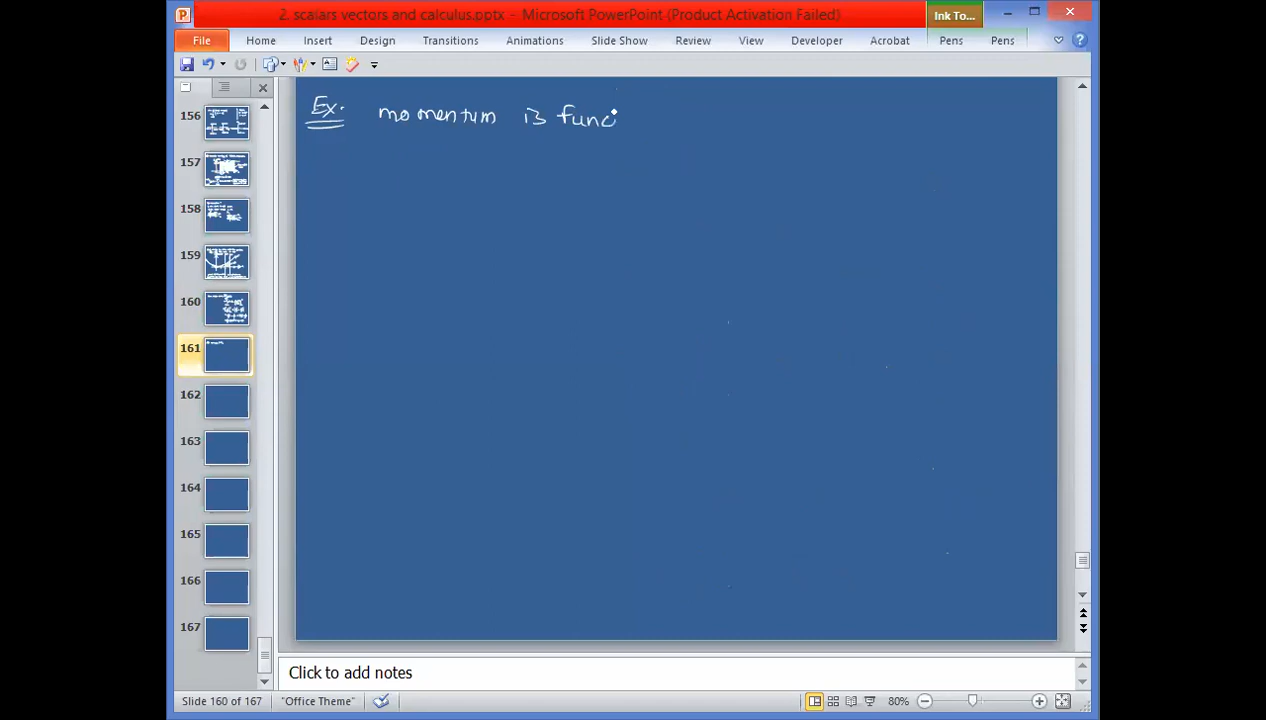 2. scalars vectors and calculus.pptx - Microsoft PowerPoint (Product Activation Failed)
Ink To...
File Home Insert Design Transitions Animations Slide Show Review View Developer Acrobat Pens Pens
156
157
158
159
160
161
162
163
164
165
166
167
Ex. momentum is func
Click to add notes
Slide 160 of 167 "Office Theme" 80%